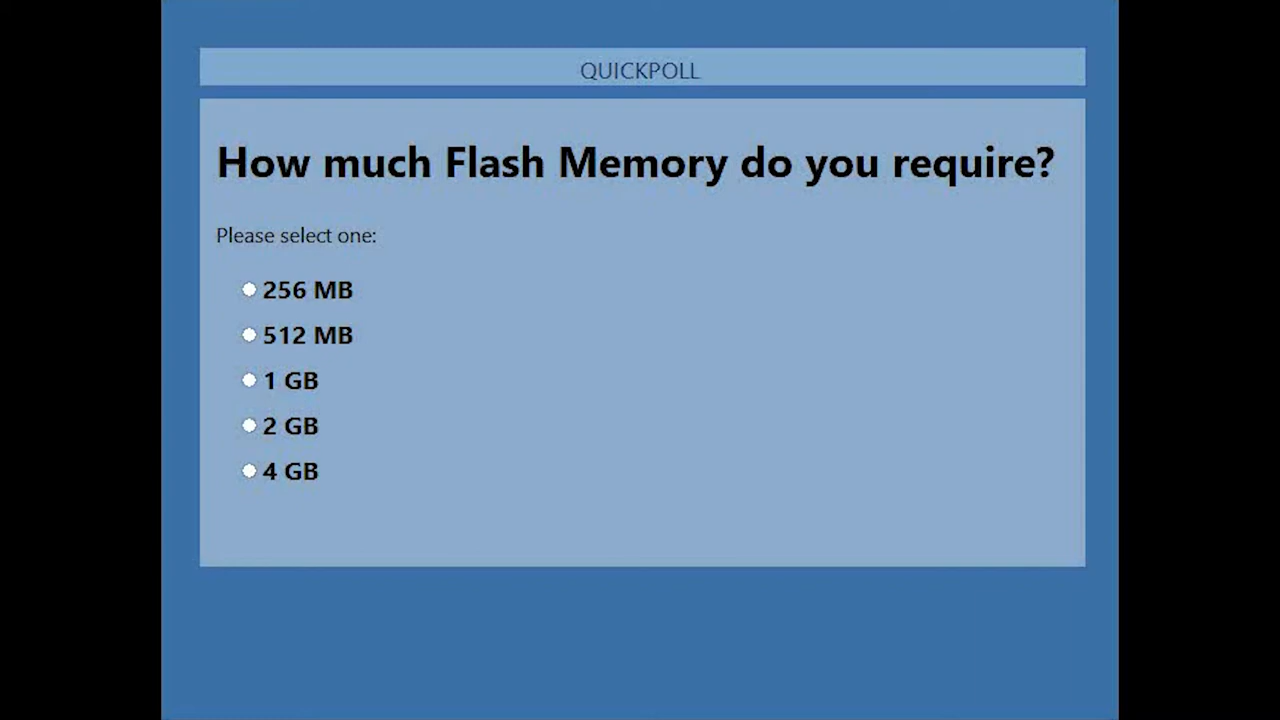 QUICKPOLL
How much Flash Memory do you require?
Please select one:
256 MB
512 MB
1 GB
2 GB
4 GB